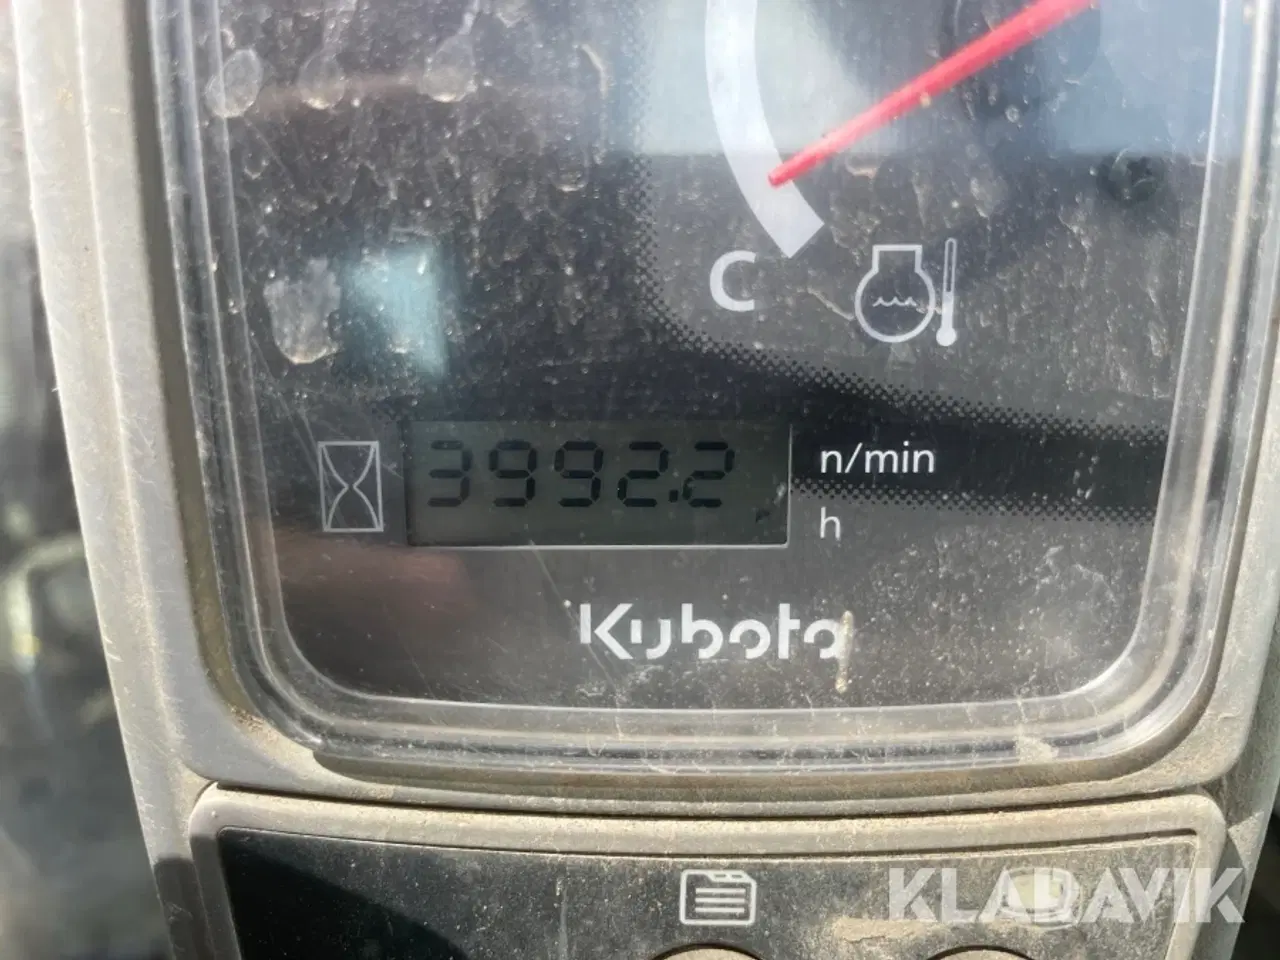 C
3992.2
n/min
h
Kubota
KLARAVIK